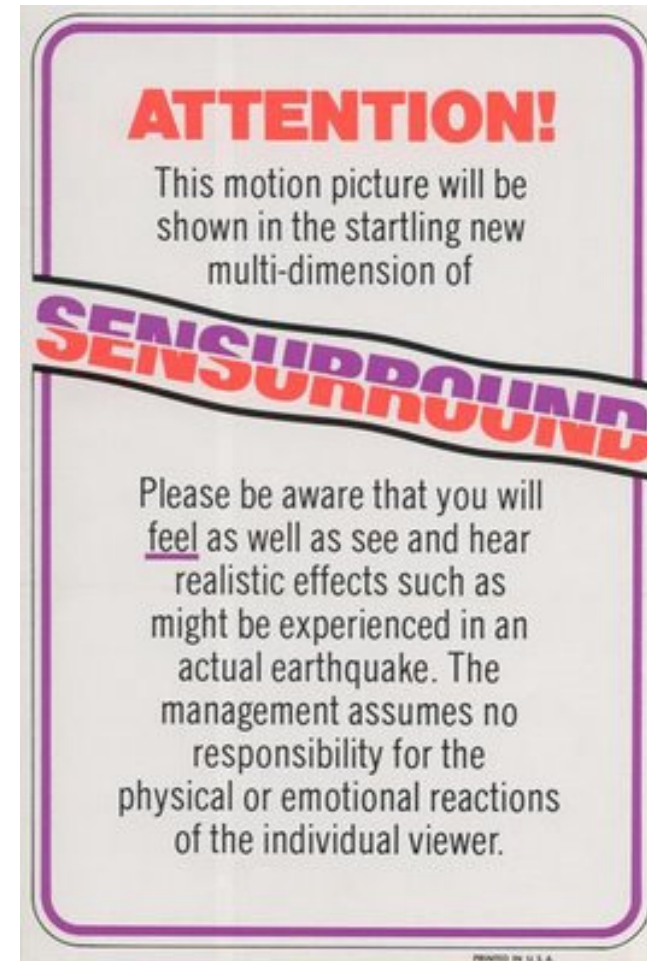 ATTENTION!
This motion picture will be
shown in the startling new
multi-dimension of
SENSURROUND
Please be aware that you will
feel as well as see and hear
realistic effects such as
might be experienced in an
actual earthquake. The
management assumes no
responsibility for the
physical or emotional reactions
of the individual viewer.
PRINTED IN U.S.A.